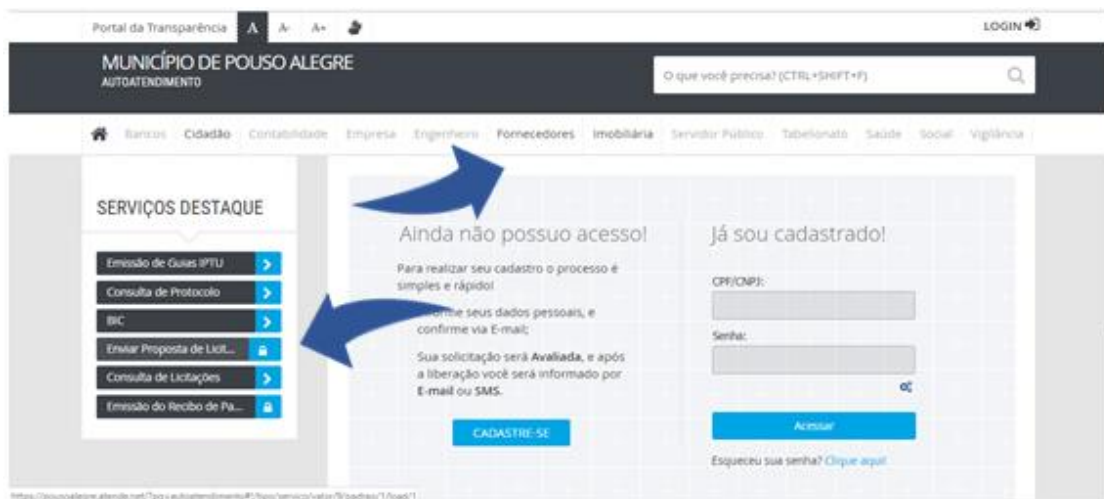 Portal da Transparência A A- A+ LOGIN
MUNICÍPIO DE POUSO ALEGRE
AUTOATENDIMENTO
O que você precisa? (CTRL+SHIFT+F)
Bancos Cidadão Contabilidade Empresa Engenheiro Fornecedores Imobiliária Servidor Público Tabelionato Saúde Social Vigilância
SERVIÇOS DESTAQUE
Emissão de Guias IPTU
Consulta de Protocolo
BIC
Enviar Proposta de Licit...
Consulta de Licitações
Emissão do Recibo de Pa...
Ainda não possuo acesso!
Para realizar seu cadastro o processo é
simples e rápido!
seus dados pessoais, e
confirme via E-mail;
Sua solicitação será Avaliada, e após
a liberação você será informado por
E-mail ou SMS.
CADASTRE-SE
Já sou cadastrado!
CPF/CNPJ:
Senha:
Acessar
Esqueceu sua senha? Clique aqui!